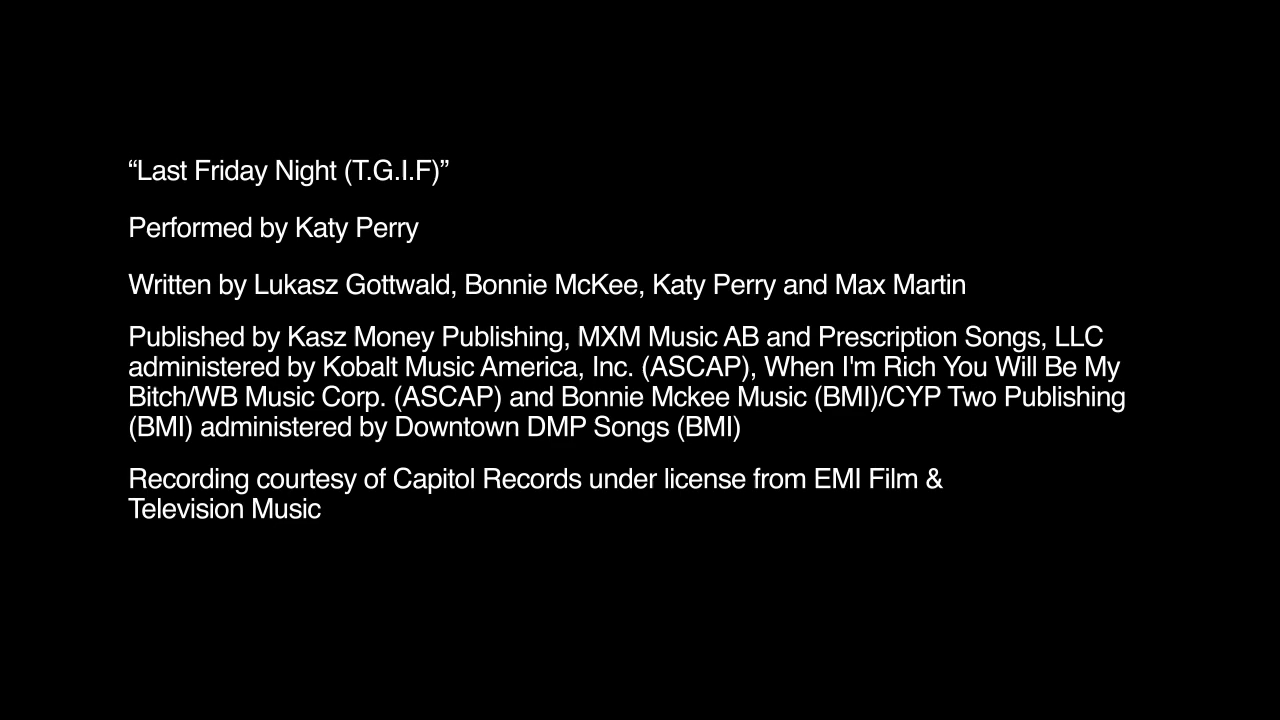 “Last Friday Night (T.G.I.F)”
Performed by Katy Perry
Written by Lukasz Gottwald, Bonnie McKee, Katy Perry and Max Martin
Published by Kasz Money Publishing, MXM Music AB and Prescription Songs, LLC
administered by Kobalt Music America, Inc. (ASCAP), When I'm Rich You Will Be My
Bitch/WB Music Corp. (ASCAP) and Bonnie Mckee Music (BMI)/CYP Two Publishing
(BMI) administered by Downtown DMP Songs (BMI)
Recording courtesy of Capitol Records under license from EMI Film &
Television Music